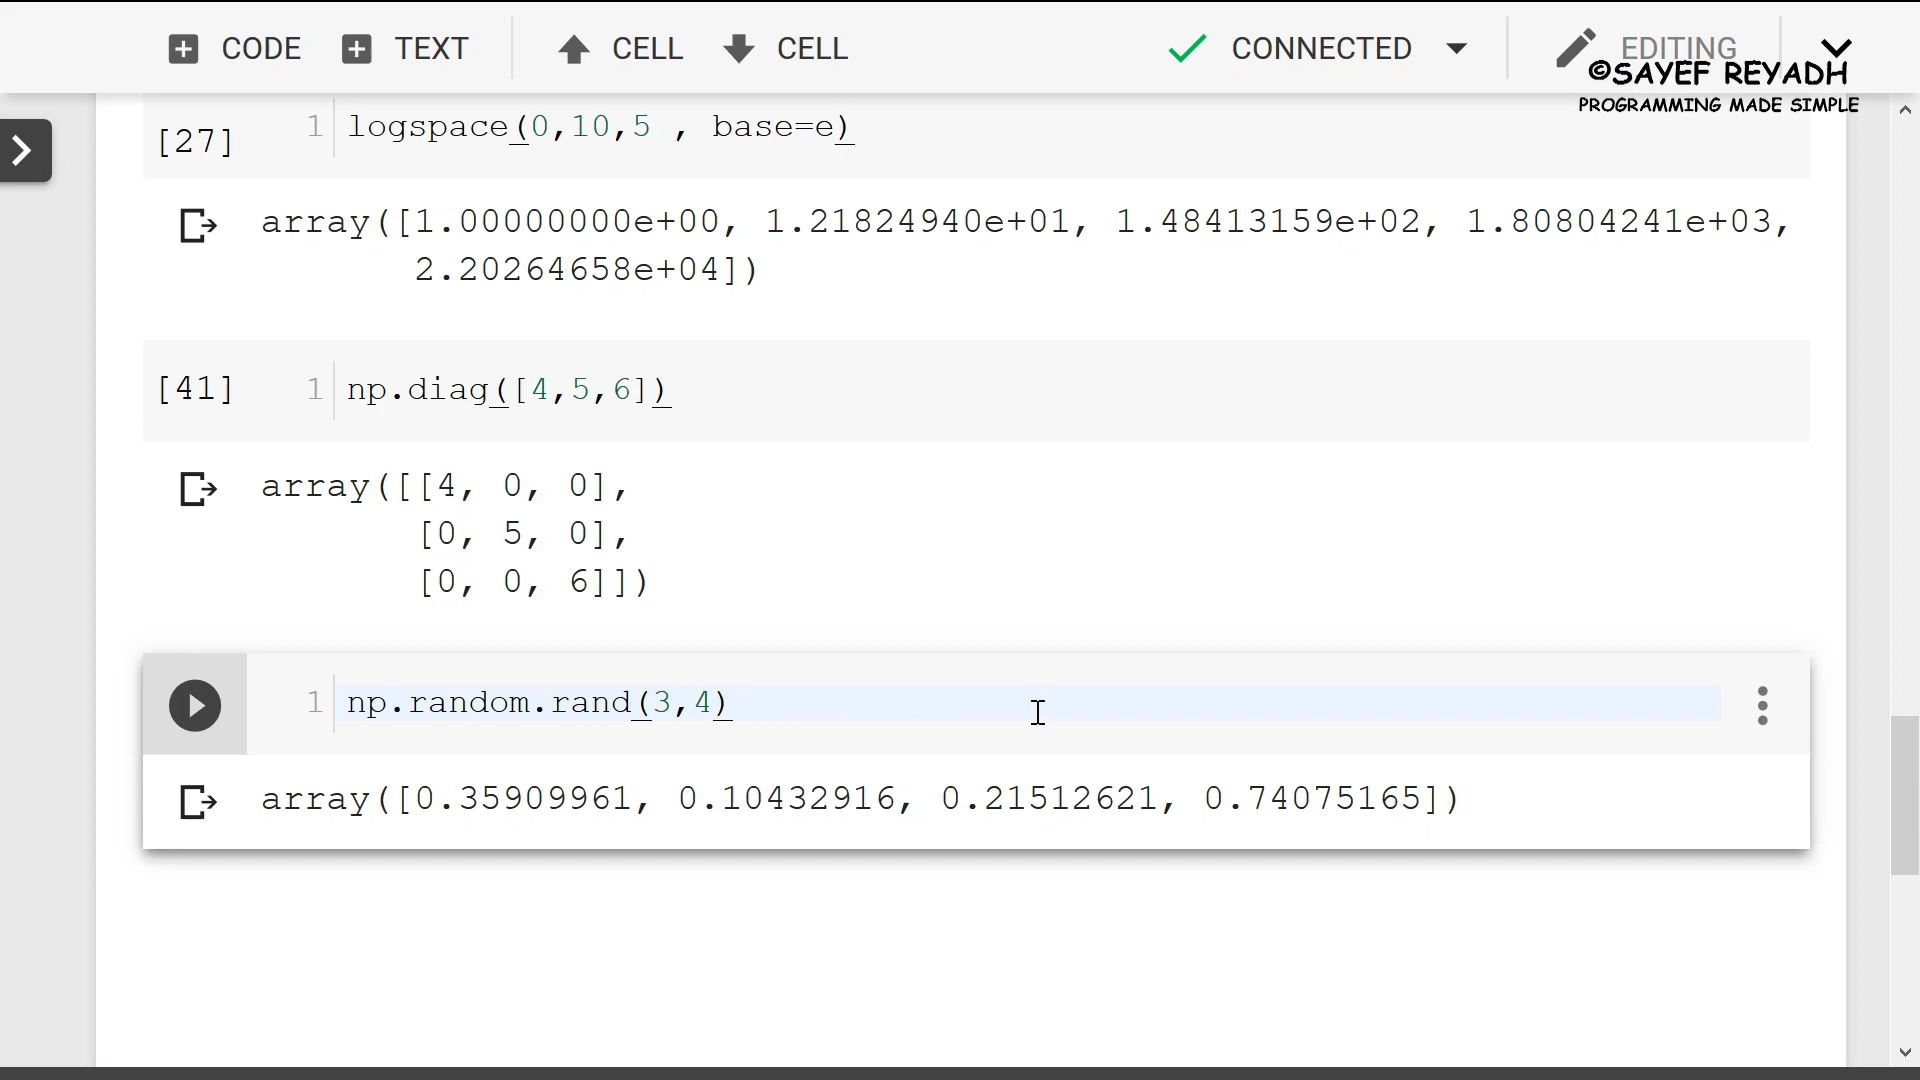 CODE TEXT CELL CELL CONNECTED EDITING
©SAYEF REYADH
PROGRAMMING MADE SIMPLE
[27] 1 logspace(0,10,5 , base=e)
array([1.00000000e+00, 1.21824940e+01, 1.48413159e+02, 1.80804241e+03,
2.20264658e+04])
[41] 1 np.diag([4,5,6])
array([[4, 0, 0],
[0, 5, 0],
[0, 0, 6]])
1 np.random.rand(3,4)
array([0.35909961, 0.10432916, 0.21512621, 0.74075165])